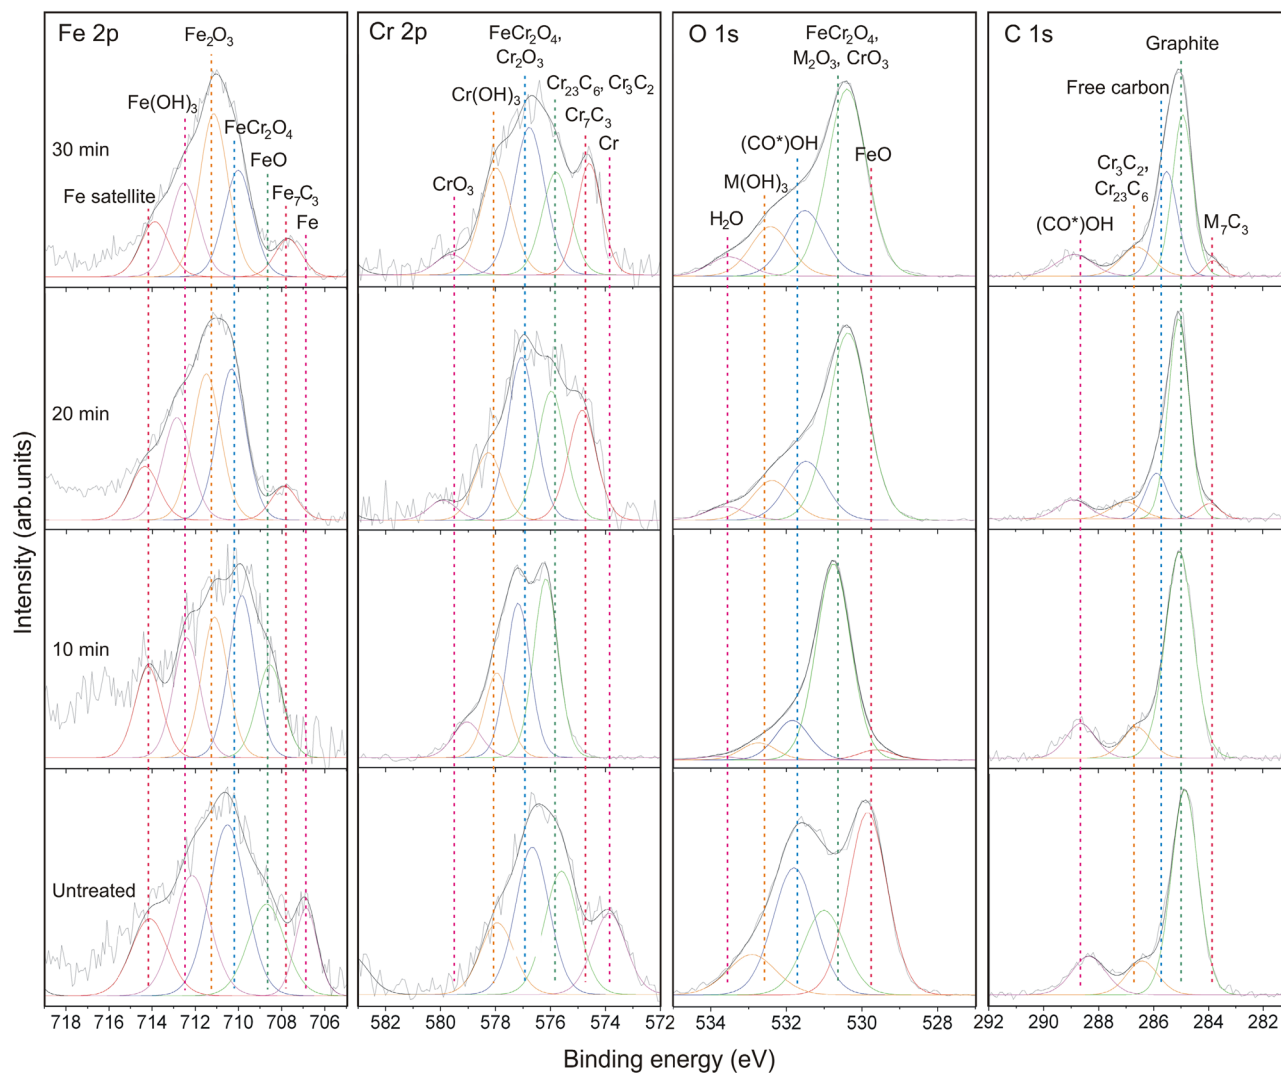 Fe 2p
Fe₂O₃
Fe(OH)₃
FeCr₂O₄
30 min
FeO
Fe satellite
Fe₇C₃
Fe
Cr 2p
FeCr₂O₄,
Cr₂O₃
Cr₂₃C₆, Cr₃C₂
Cr(OH)₃
Cr₇C₃
Cr
CrO₃
O 1s
FeCr₂O₄,
M₂O₃, CrO₃
(CO*)OH
FeO
M(OH)₃
H₂O
C 1s
Graphite
Free carbon
Cr₃C₂,
Cr₂₃C₆
(CO*)OH
M₇C₃
20 min
10 min
Untreated
Intensity (arb.units)
718 716 714 712 710 708 706
582 580 578 576 574 572
534 532 530 528
292 290 288 286 284 282
Binding energy (eV)